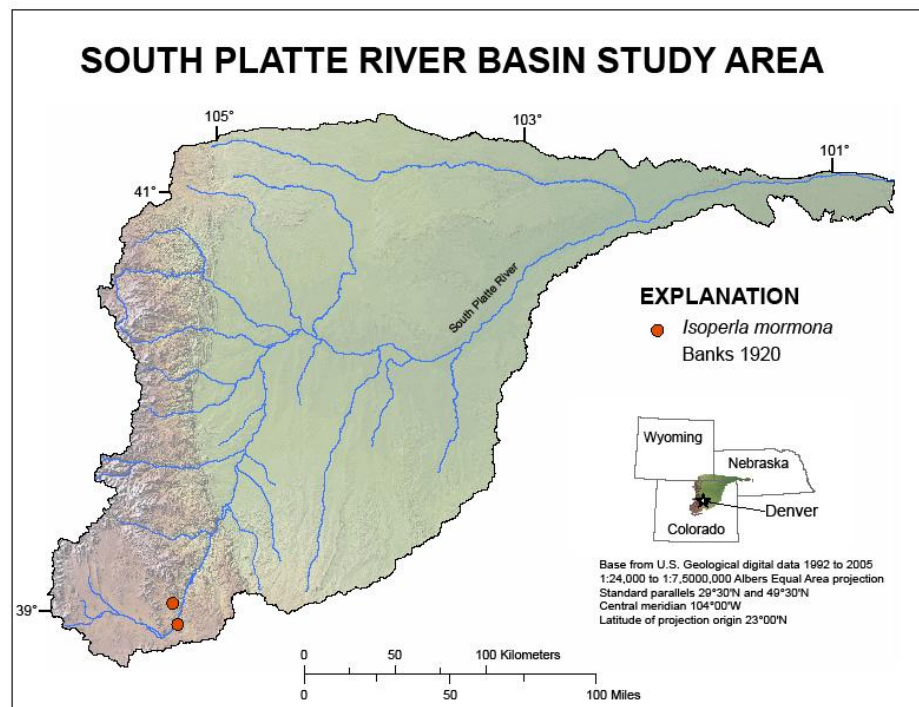 SOUTH PLATTE RIVER BASIN STUDY AREA
105°
103°
101°
41°
South Platte River
EXPLANATION
Isoperla mormona
Banks 1920
Wyoming
Nebraska
Denver
Colorado
Base from U.S. Geological digital data 1992 to 2005
1:24,000 to 1:7,5000,000 Albers Equal Area projection
Standard parallels 29°30'N and 49°30'N
Central meridian 104°00'W
Latitude of projection origin 23°00'N
39°
0 50 100 Kilometers
0 50 100 Miles